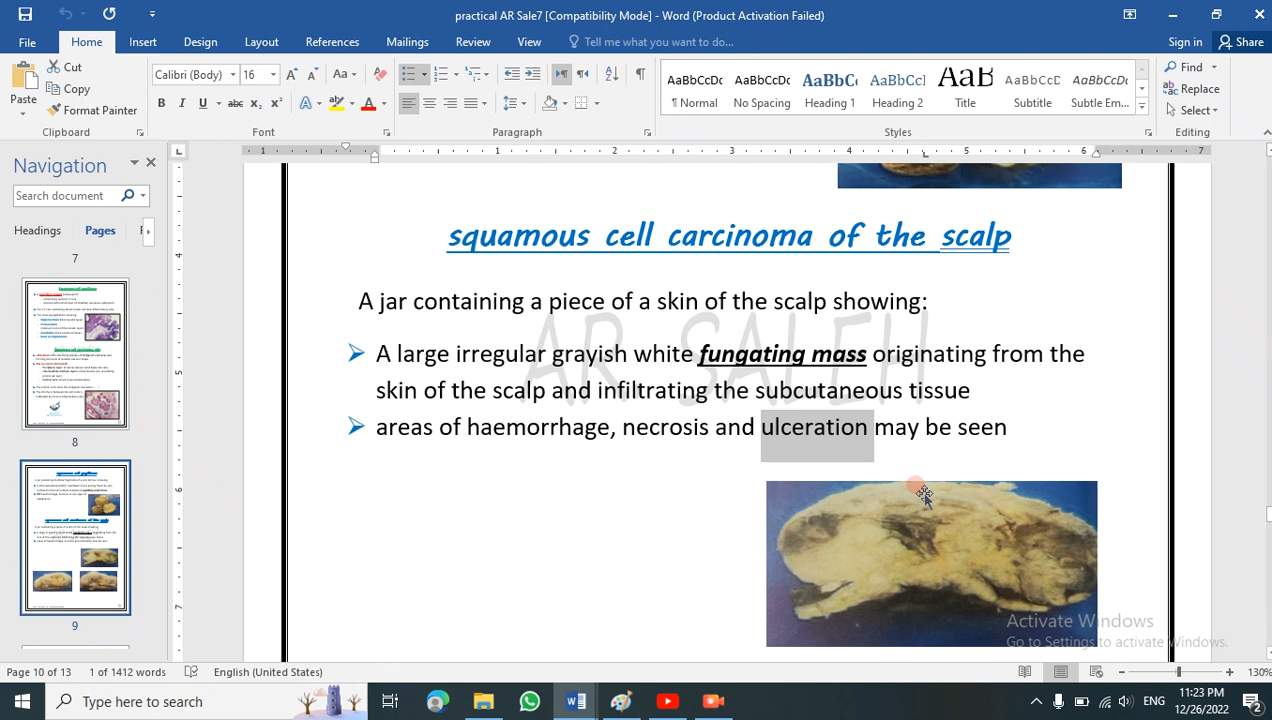 practical AR Sale7 [Compatibility Mode] - Word (Product Activation Failed)
File Home Insert Design Layout References Mailings Review View Tell me what you want to do... Sign in Share
Paste
Cut
Copy
Format Painter
Calibri (Body) 16
AaBbCcDc ¶ Normal
AaBbCcDc No Spacing
AaBbC Heading 1
AaBbCcI Heading 2
AaB Title
AaBbCcD Subtitle
AaBbCcDc Subtle Em...
Find
Replace
Select
Clipboard Font Paragraph Styles Editing
Navigation
Search document
Headings Pages
7
8
9
squamous cell carcinoma of the scalp
A jar containing a piece of a skin of the scalp showing:
A large irregular grayish white fungating mass originating from the
skin of the scalp and infiltrating the subcutaneous tissue
areas of haemorrhage, necrosis and ulceration may be seen
AR SALEH
Activate Windows
Go to Settings to activate Windows.
Page 10 of 13 1 of 1412 words English (United States) 130%
Type here to search
ENG
11:23 PM
12/26/2022
2